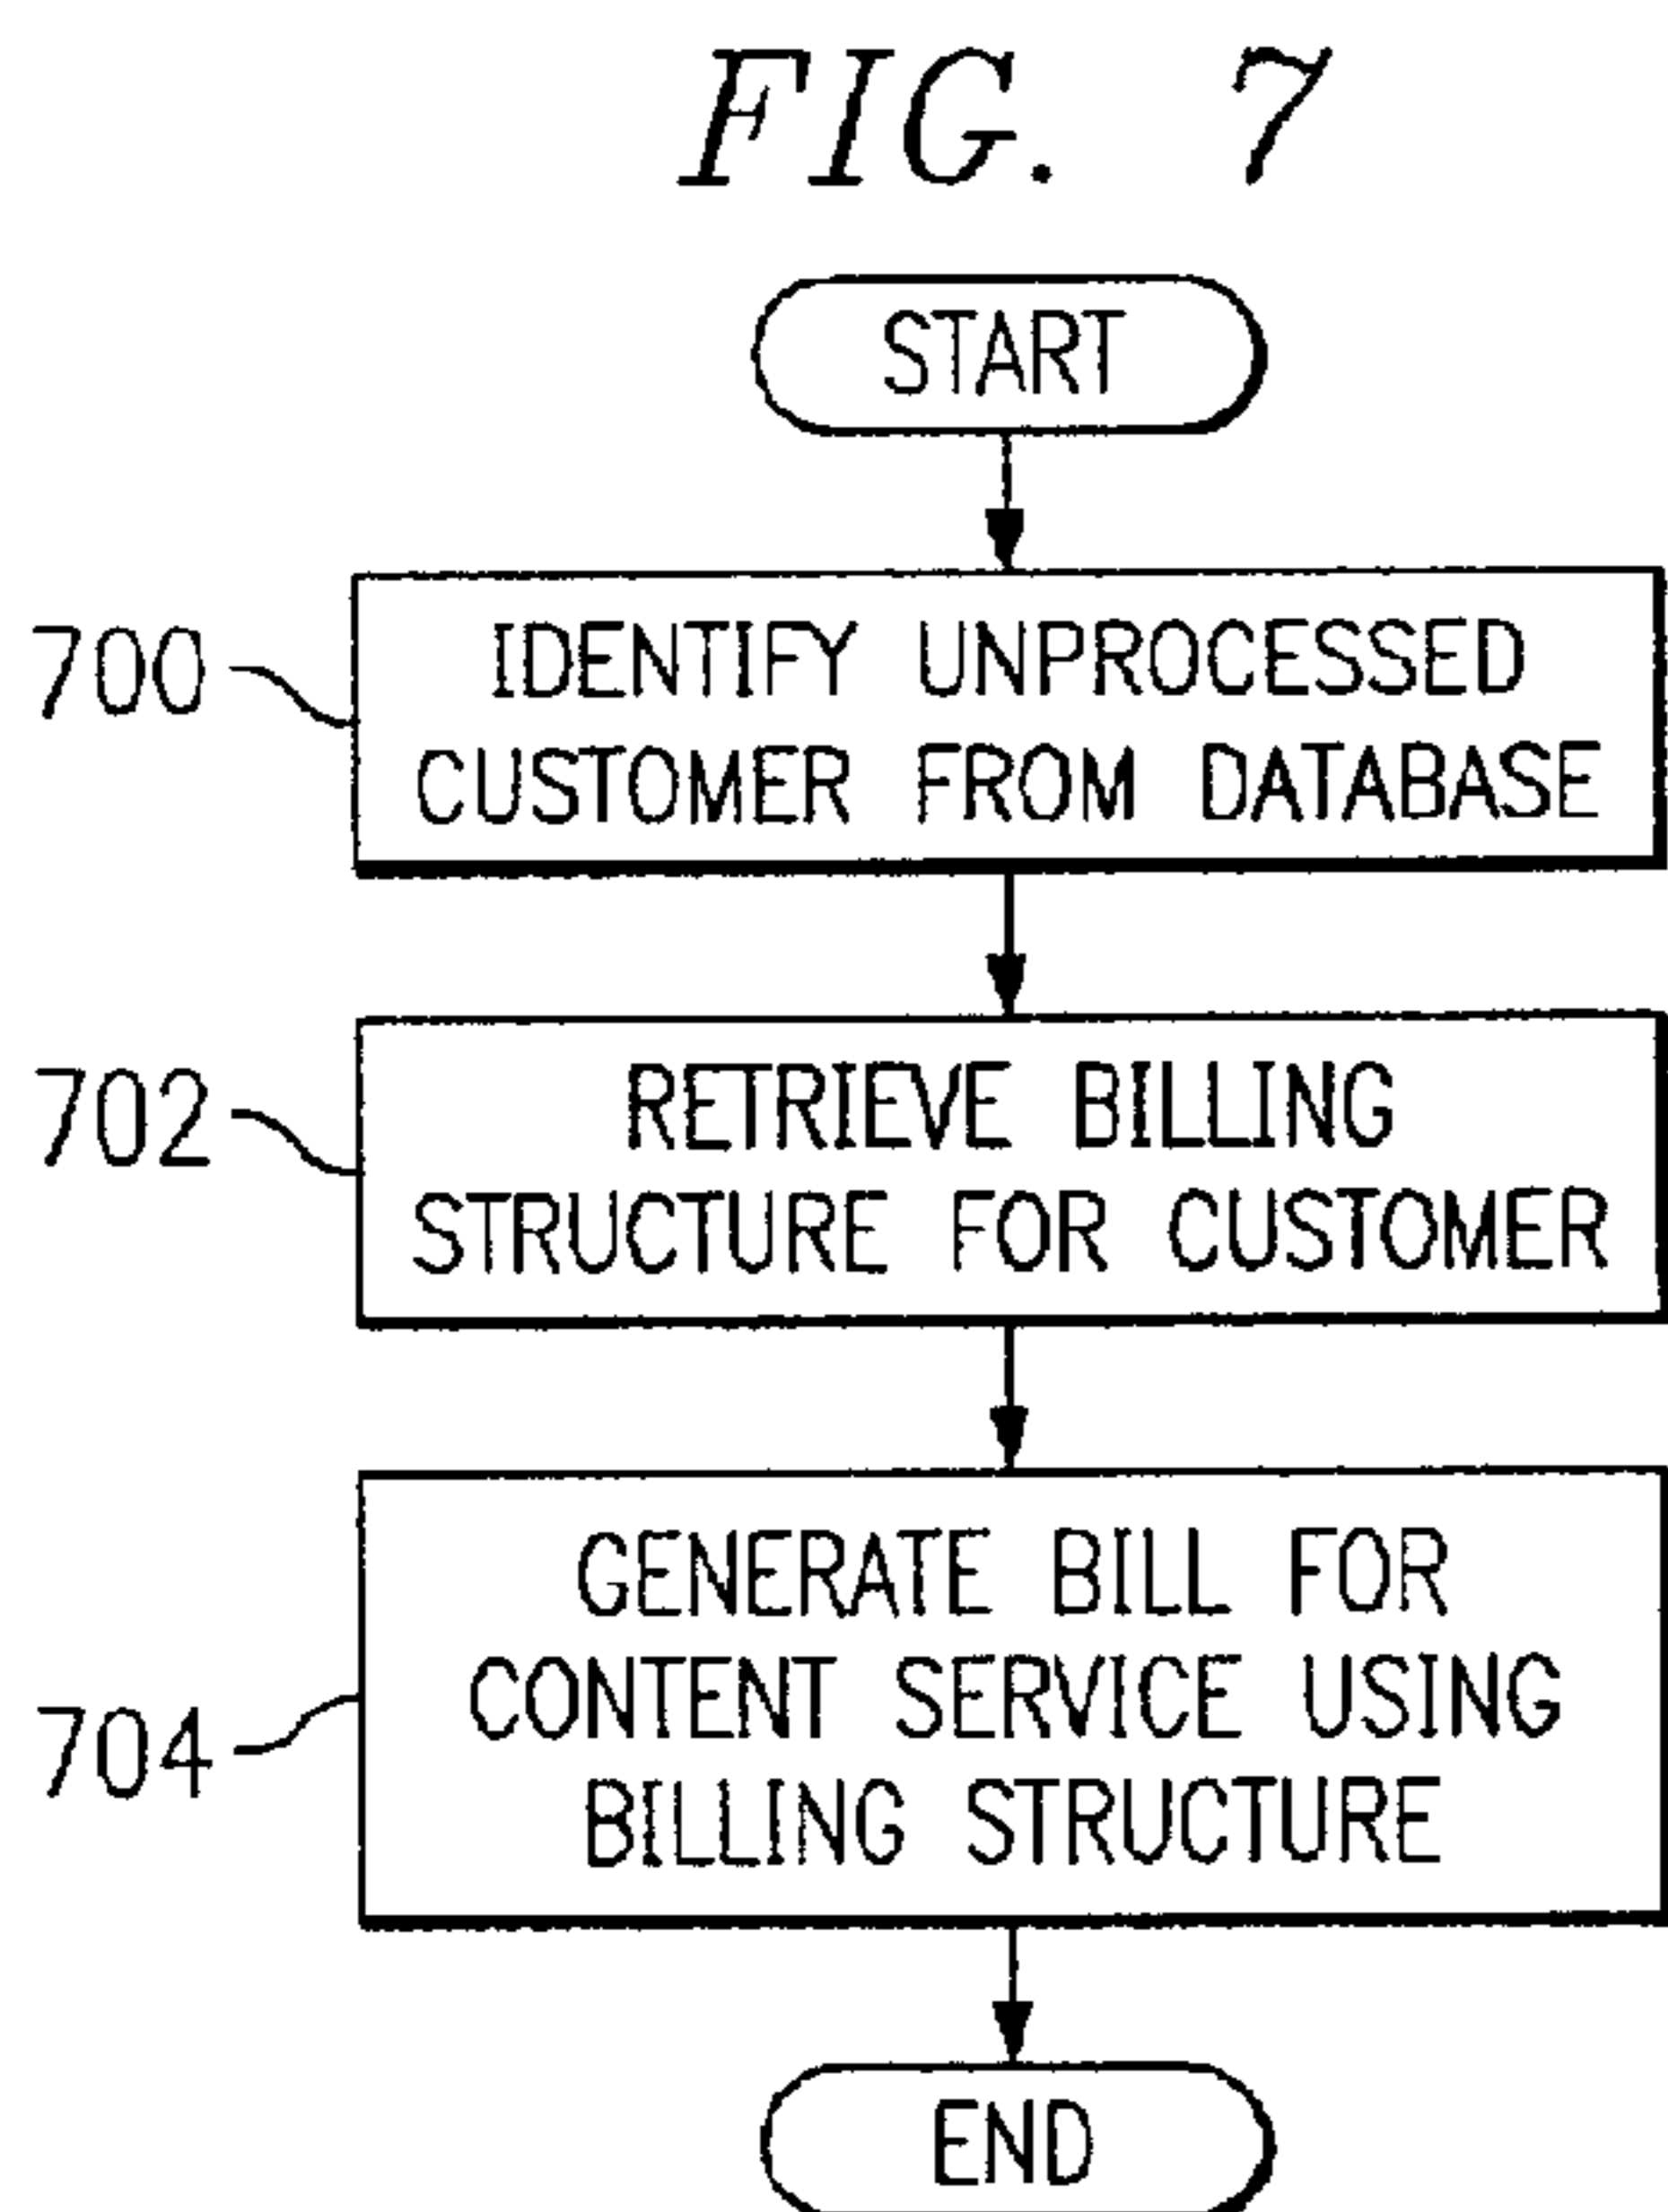 FIG. 7
START
700
IDENTIFY UNPROCESSED
CUSTOMER FROM DATABASE
702
RETRIEVE BILLING
STRUCTURE FOR CUSTOMER
704
GENERATE BILL FOR
CONTENT SERVICE USING
BILLING STRUCTURE
END